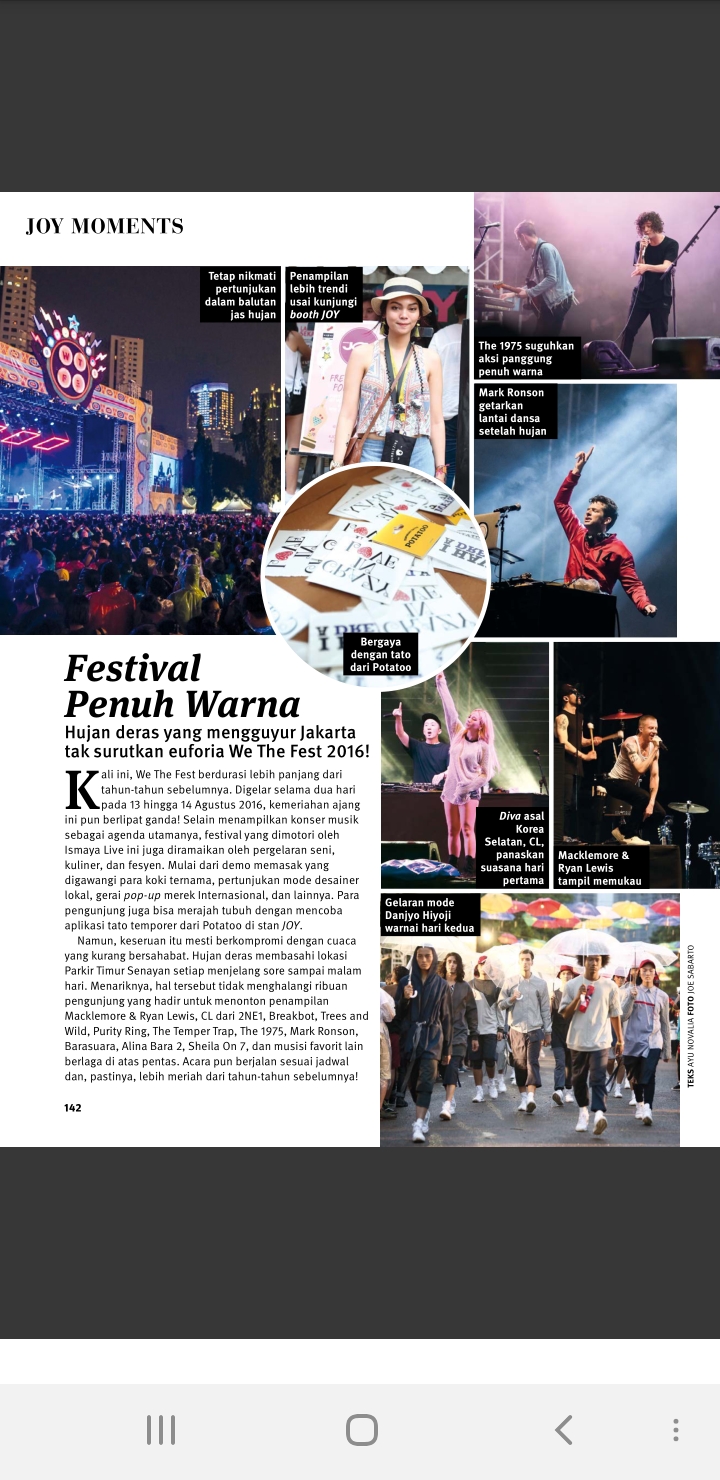 JOY MOMENTS
Tetap nikmati
pertunjukan
dalam balutan
jas hujan
Penampilan
lebih trendi
usai kunjungi
booth JOY
The 1975 suguhkan
aksi panggung
penuh warna
Mark Ronson
getarkan
lantai dansa
setelah hujan
W T
F E
POTATOO
CRAZY
IN
CRAZY
Bergaya
dengan tato
dari Potatoo
Festival
Penuh Warna
Hujan deras yang mengguyur Jakarta
tak surutkan euforia We The Fest 2016!
Kali ini, We The Fest berdurasi lebih panjang dari
tahun-tahun sebelumnya. Digelar selama dua hari
pada 13 hingga 14 Agustus 2016, kemeriahan ajang
ini pun berlipat ganda! Selain menampilkan konser musik
sebagai agenda utamanya, festival yang dimotori oleh
Ismaya Live ini juga diramaikan oleh pergelaran seni,
kuliner, dan fesyen. Mulai dari demo memasak yang
digawangi para koki ternama, pertunjukan mode desainer
lokal, gerai pop-up merek Internasional, dan lainnya. Para
pengunjung juga bisa merajah tubuh dengan mencoba
aplikasi tato temporer dari Potatoo di stan JOY.
Namun, keseruan itu mesti berkompromi dengan cuaca
yang kurang bersahabat. Hujan deras membasahi lokasi
Parkir Timur Senayan setiap menjelang sore sampai malam
hari. Menariknya, hal tersebut tidak menghalangi ribuan
pengunjung yang hadir untuk menonton penampilan
Macklemore & Ryan Lewis, CL dari 2NE1, Breakbot, Trees and
Wild, Purity Ring, The Temper Trap, The 1975, Mark Ronson,
Barasuara, Alina Bara 2, Sheila On 7, dan musisi favorit lain
berlaga di atas pentas. Acara pun berjalan sesuai jadwal
dan, pastinya, lebih meriah dari tahun-tahun sebelumnya!
142
Diva asal
Korea
Selatan, CL,
panaskan
suasana hari
pertama
Macklemore &
Ryan Lewis
tampil memukau
Gelaran mode
Danjyo Hiyoji
warnai hari kedua
TEKS AYU NOVALIA FOTO JOE SABARTO